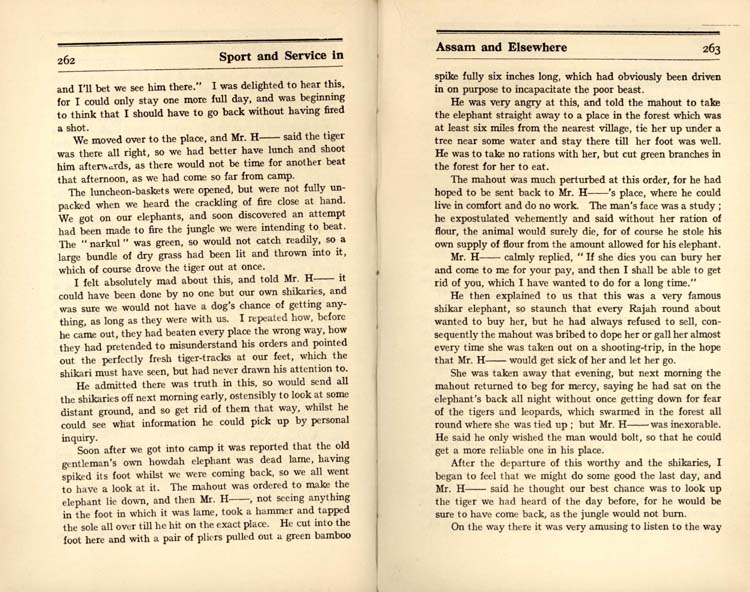 262 Sport and Service in
and I'll bet we see him there." I was delighted to hear this,
for I could only stay one more full day, and was beginning
to think that I should have to go back without having fired
a shot.
We moved over to the place, and Mr. H—— said the tiger
was there all right, so we had better have lunch and shoot
him afterwards, as there would not be time for another beat
that afternoon, as we had come so far from camp.
The luncheon-baskets were opened, but were not fully un-
packed when we heard the crackling of fire close at hand.
We got on our elephants, and soon discovered an attempt
had been made to fire the jungle we were intending to beat.
The "narkul" was green, so would not catch readily, so a
large bundle of dry grass had been lit and thrown into it,
which of course drove the tiger out at once.
I felt absolutely mad about this, and told Mr. H—— it
could have been done by no one but our own shikaries, and
was sure we would not have a dog's chance of getting any-
thing, as long as they were with us. I repeated how, before
he came out, they had beaten every place the wrong way, how
they had pretended to misunderstand his orders and pointed
out the perfectly fresh tiger-tracks at our feet, which the
shikari must have seen, but had never drawn his attention to.
He admitted there was truth in this, so would send all
the shikaries off next morning early, ostensibly to look at some
distant ground, and so get rid of them that way, whilst he
could see what information he could pick up by personal
inquiry.
Soon after we got into camp it was reported that the old
gentleman's own howdah elephant was dead lame, having
spiked its foot whilst we were coming back, so we all went
to have a look at it. The mahout was ordered to make the
elephant lie down, and then Mr. H——, not seeing anything
in the foot in which it was lame, took a hammer and tapped
the sole all over till he hit on the exact place. He cut into the
foot here and with a pair of pliers pulled out a green bamboo
Assam and Elsewhere 263
spike fully six inches long, which had obviously been driven
in on purpose to incapacitate the poor beast.
He was very angry at this, and told the mahout to take
the elephant straight away to a place in the forest which was
at least six miles from the nearest village, tie her up under a
tree near some water and stay there till her foot was well.
He was to take no rations with her, but cut green branches in
the forest for her to eat.
The mahout was much perturbed at this order, for he had
hoped to be sent back to Mr. H——'s place, where he could
live in comfort and do no work. The man's face was a study ;
he expostulated vehemently and said without her ration of
flour, the animal would surely die, for of course he stole his
own supply of flour from the amount allowed for his elephant.
Mr. H—— calmly replied, "If she dies you can bury her
and come to me for your pay, and then I shall be able to get
rid of you, which I have wanted to do for a long time."
He then explained to us that this was a very famous
shikar elephant, so staunch that every Rajah round about
wanted to buy her, but he had always refused to sell, con-
sequently the mahout was bribed to dope her or gall her almost
every time she was taken out on a shooting-trip, in the hope
that Mr. H—— would get sick of her and let her go.
She was taken away that evening, but next morning the
mahout returned to beg for mercy, saying he had sat on the
elephant's back all night without once getting down for fear
of the tigers and leopards, which swarmed in the forest all
round where she was tied up ; but Mr. H—— was inexorable.
He said he only wished the man would bolt, so that he could
get a more reliable one in his place.
After the departure of this worthy and the shikaries, I
began to feel that we might do some good the last day, and
Mr. H—— said he thought our best chance was to look up
the tiger we had heard of the day before, for he would be
sure to have come back, as the jungle would not burn.
On the way there it was very amusing to listen to the way